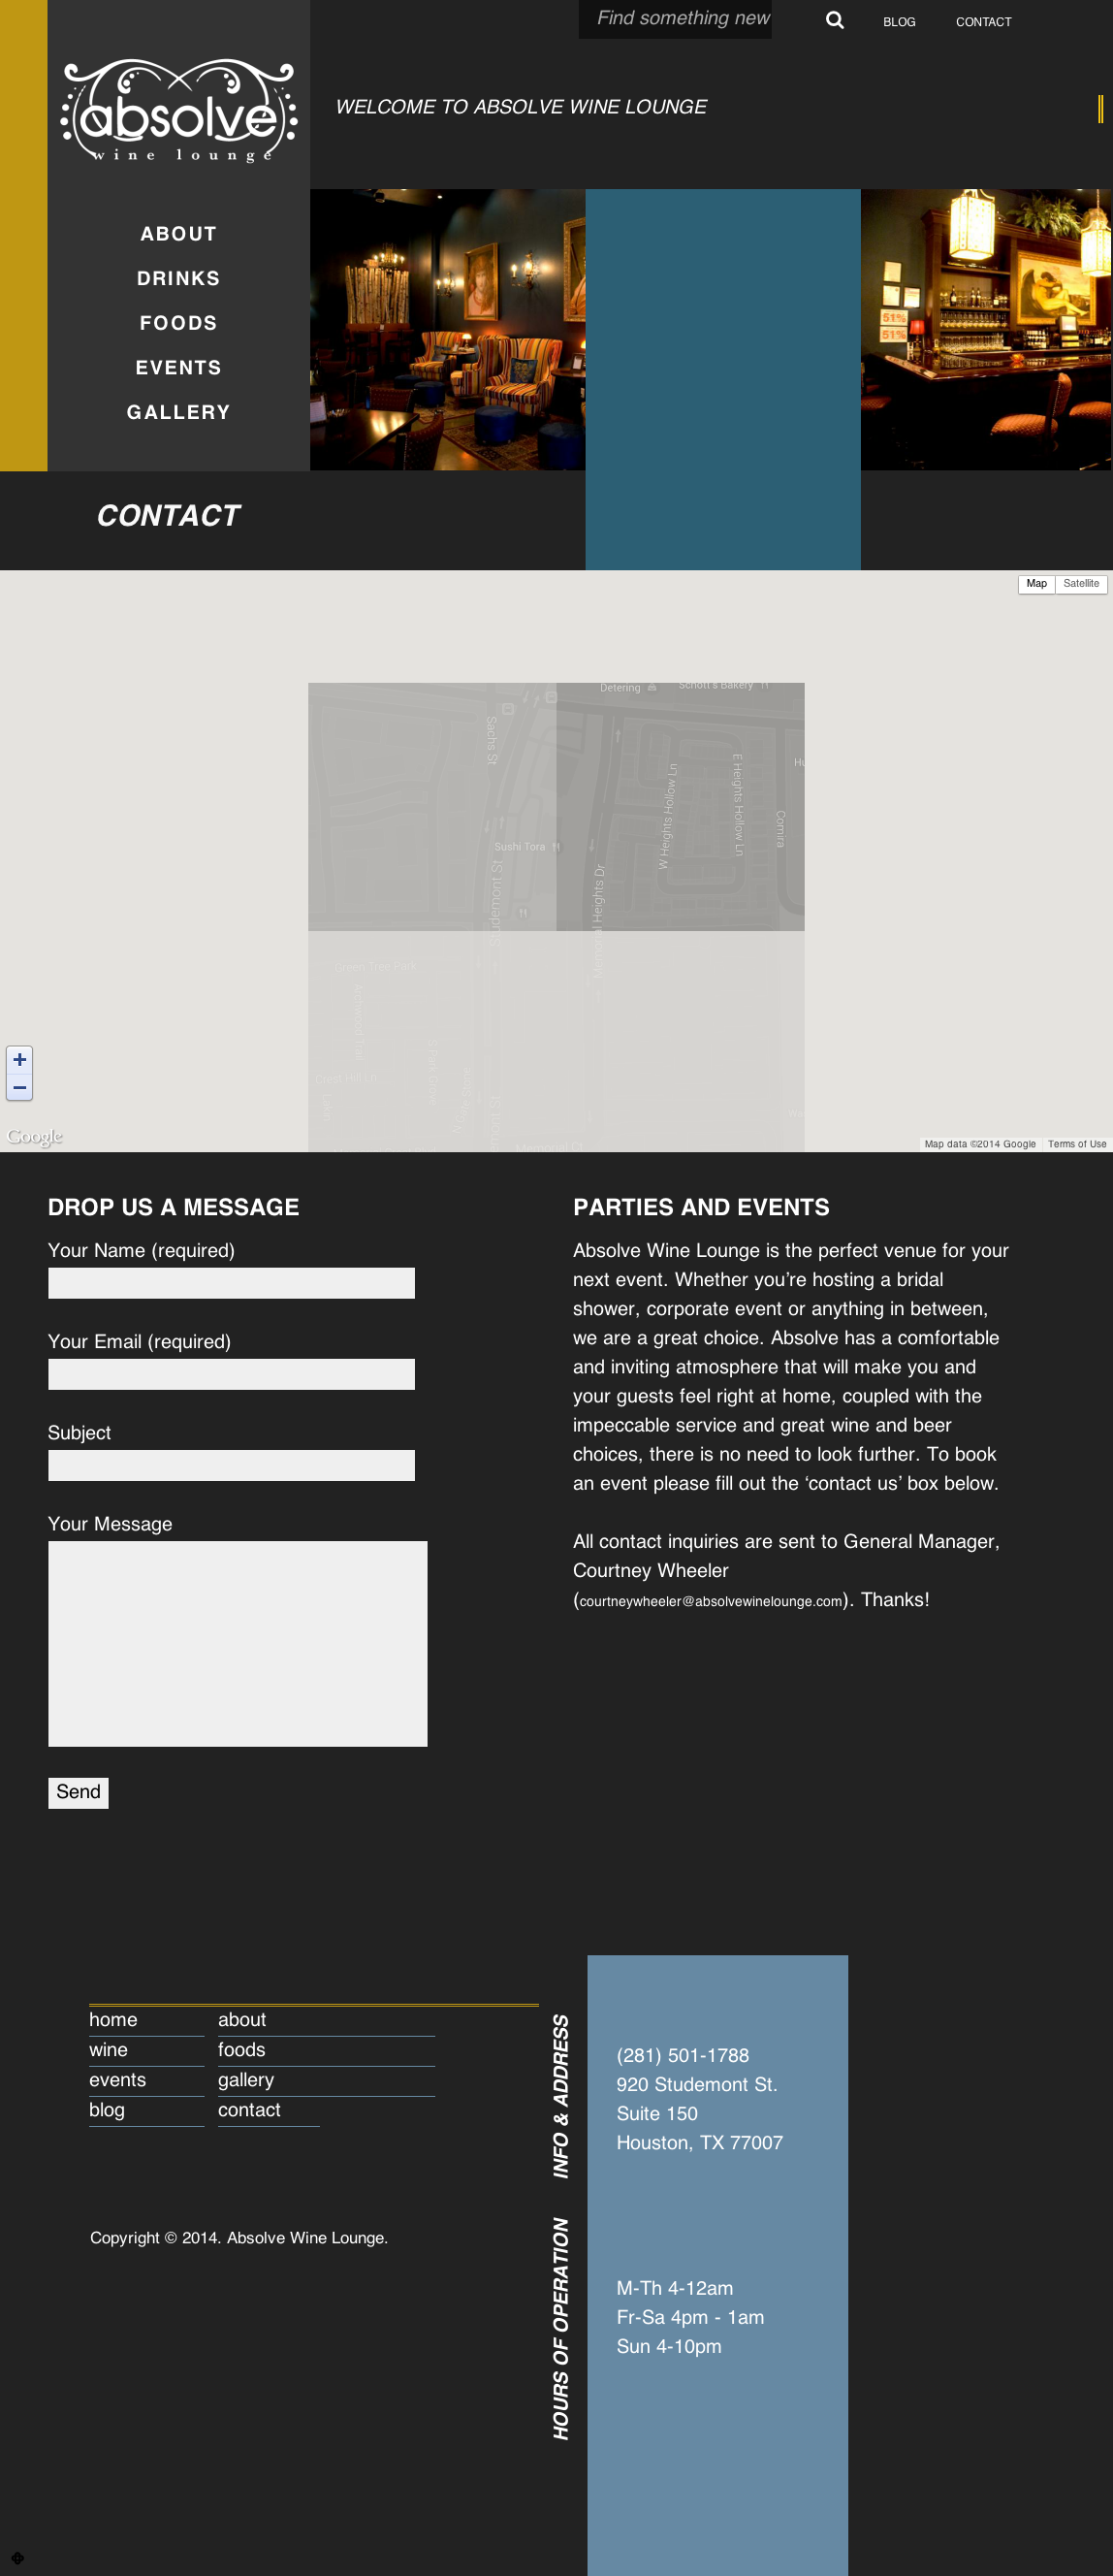 Find something new
BLOG
CONTACT
absolve
wine lounge
WELCOME TO ABSOLVE WINE LOUNGE
ABOUT
DRINKS
FOODS
EVENTS
GALLERY
51%
51%
CONTACT
Map
Satellite
Detering
Schott's Bakery
Sachs St
W Heights Hollow Ln
E Heights Hollow Ln
Comira
Sushi Tora
Studemont St
Memorial Heights Dr
Green Tree Park
Crest Hill Ln
+
−
Google
Map data ©2014 Google
Terms of Use
DROP US A MESSAGE
Your Name (required)
Your Email (required)
Subject
Your Message
Send
PARTIES AND EVENTS
Absolve Wine Lounge is the perfect venue for your
next event. Whether you’re hosting a bridal
shower, corporate event or anything in between,
we are a great choice. Absolve has a comfortable
and inviting atmosphere that will make you and
your guests feel right at home, coupled with the
impeccable service and great wine and beer
choices, there is no need to look further. To book
an event please fill out the ‘contact us’ box below.
All contact inquiries are sent to General Manager,
Courtney Wheeler
(courtneywheeler@absolvewinelounge.com). Thanks!
home
about
wine
foods
events
gallery
blog
contact
Copyright © 2014. Absolve Wine Lounge.
INFO & ADDRESS
(281) 501-1788
920 Studemont St.
Suite 150
Houston, TX 77007
HOURS OF OPERATION
M-Th 4-12am
Fr-Sa 4pm - 1am
Sun 4-10pm